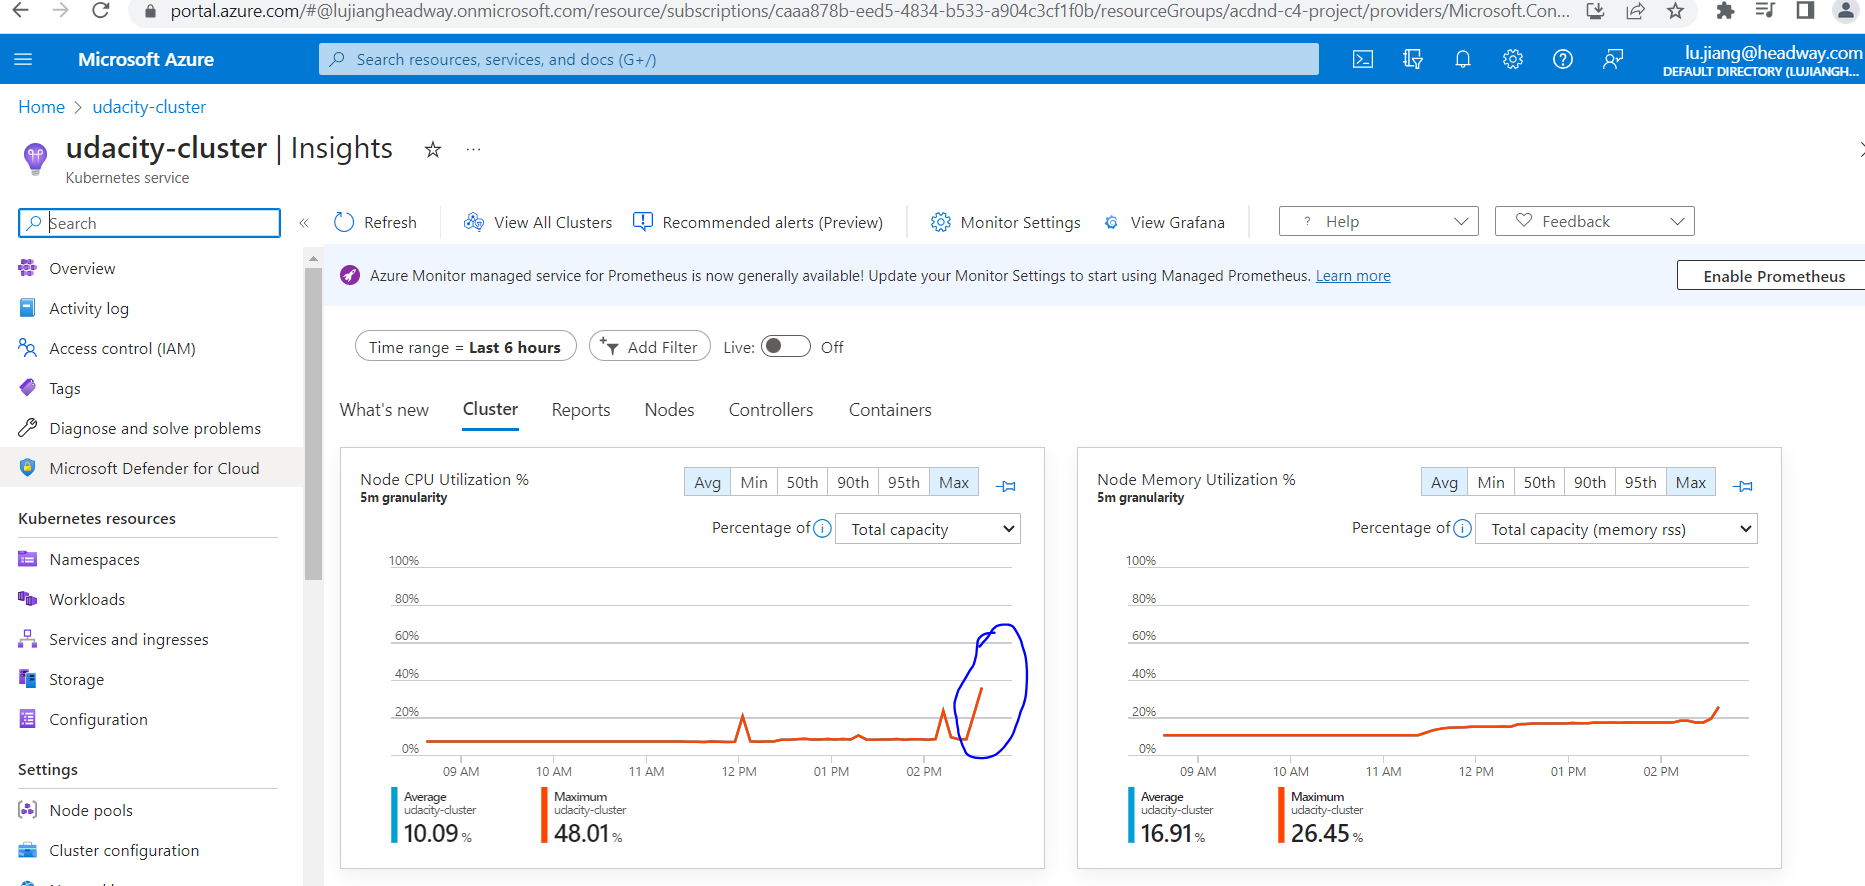 portal.azure.com/#@lujiangheadway.onmicrosoft.com/resource/subscriptions/caaa878b-eed5-4834-b533-a904c3cf1f0b/resourceGroups/acdnd-c4-project/providers/Microsoft.Con...
Microsoft Azure
Search resources, services, and docs (G+/)
lu.jiang@headway.com
DEFAULT DIRECTORY (LUJIANGH...
Home > udacity-cluster
udacity-cluster | Insights
Kubernetes service
Search
Refresh
View All Clusters
Recommended alerts (Preview)
Monitor Settings
View Grafana
? Help
Feedback
Overview
Activity log
Access control (IAM)
Tags
Diagnose and solve problems
Microsoft Defender for Cloud
Kubernetes resources
Namespaces
Workloads
Services and ingresses
Storage
Configuration
Settings
Node pools
Cluster configuration
Azure Monitor managed service for Prometheus is now generally available! Update your Monitor Settings to start using Managed Prometheus. Learn more
Enable Prometheus
Time range = Last 6 hours
Add Filter
Live: Off
What's new
Cluster
Reports
Nodes
Controllers
Containers
Node CPU Utilization %
5m granularity
Avg Min 50th 90th 95th Max
Percentage of Total capacity
100%
80%
60%
40%
20%
0%
09 AM 10 AM 11 AM 12 PM 01 PM 02 PM
Average
udacity-cluster
10.09 %
Maximum
udacity-cluster
48.01 %
Node Memory Utilization %
5m granularity
Avg Min 50th 90th 95th Max
Percentage of Total capacity (memory rss)
100%
80%
60%
40%
20%
0%
09 AM 10 AM 11 AM 12 PM 01 PM 02 PM
Average
udacity-cluster
16.91 %
Maximum
udacity-cluster
26.45 %